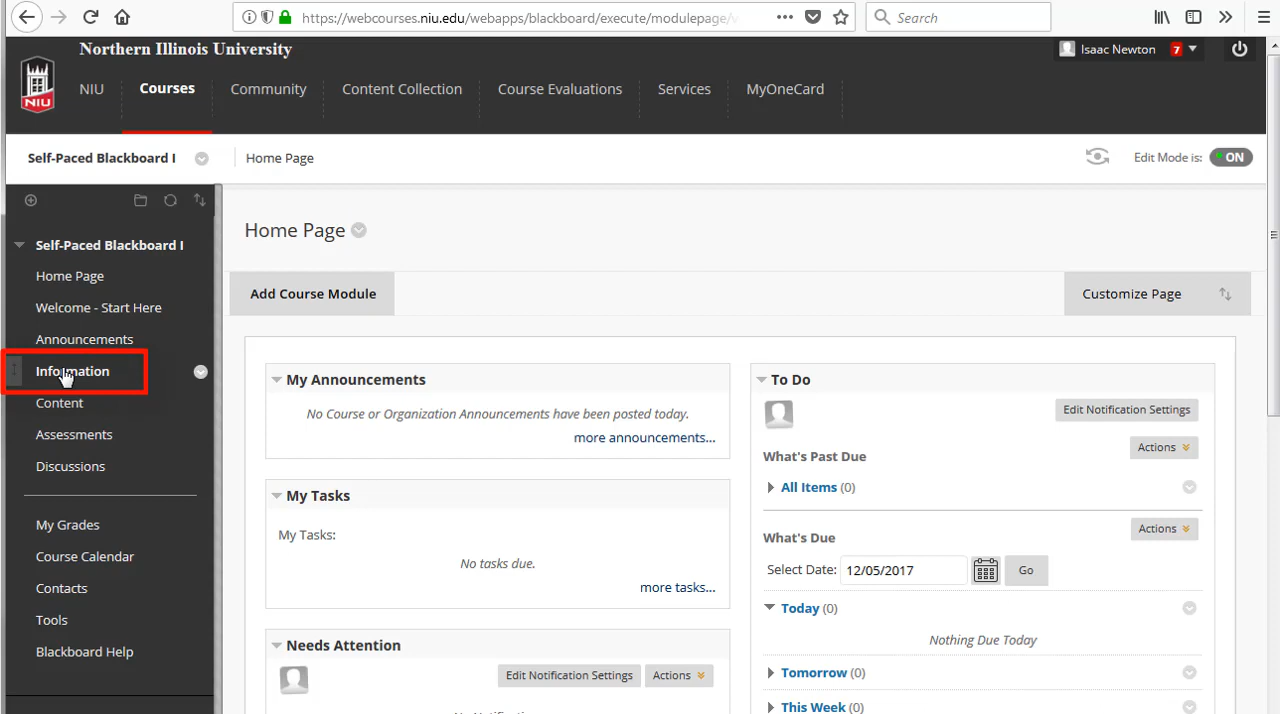 https://webcourses.niu.edu/webapps/blackboard/execute/modulepage/
Search
Northern Illinois University
Isaac Newton 7
NIU
NIU Courses Community Content Collection Course Evaluations Services MyOneCard
Self-Paced Blackboard I Home Page Edit Mode is: ON
Self-Paced Blackboard I
Home Page
Welcome - Start Here
Announcements
Information
Content
Assessments
Discussions
My Grades
Course Calendar
Contacts
Tools
Blackboard Help
Home Page
Add Course Module Customize Page
My Announcements
No Course or Organization Announcements have been posted today.
more announcements...
My Tasks
My Tasks:
No tasks due.
more tasks...
Needs Attention
Edit Notification Settings Actions
To Do
Edit Notification Settings
Actions
What's Past Due
All Items (0)
Actions
What's Due
Select Date: 12/05/2017 Go
Today (0)
Nothing Due Today
Tomorrow (0)
This Week (0)